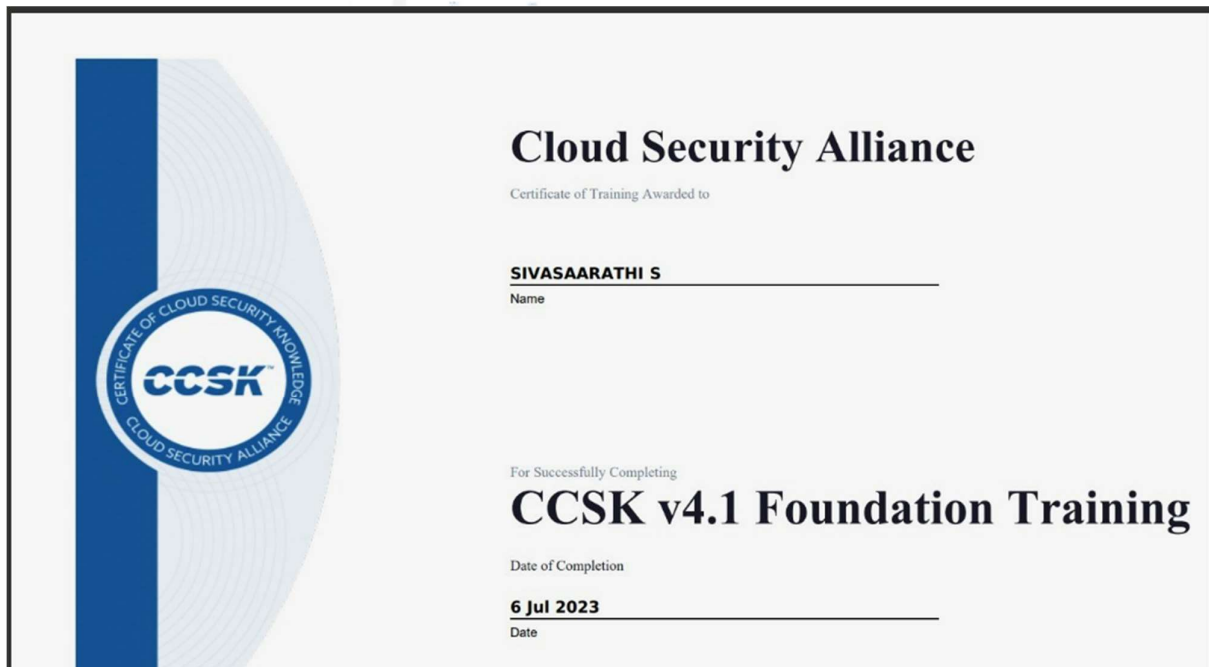 Cloud Security Alliance
Certificate of Training Awarded to
SIVASAARATHI S
Name
CERTIFICATE OF CLOUD SECURITY KNOWLEDGE
CCSK™
CLOUD SECURITY ALLIANCE
For Successfully Completing
CCSK v4.1 Foundation Training
Date of Completion
6 Jul 2023
Date